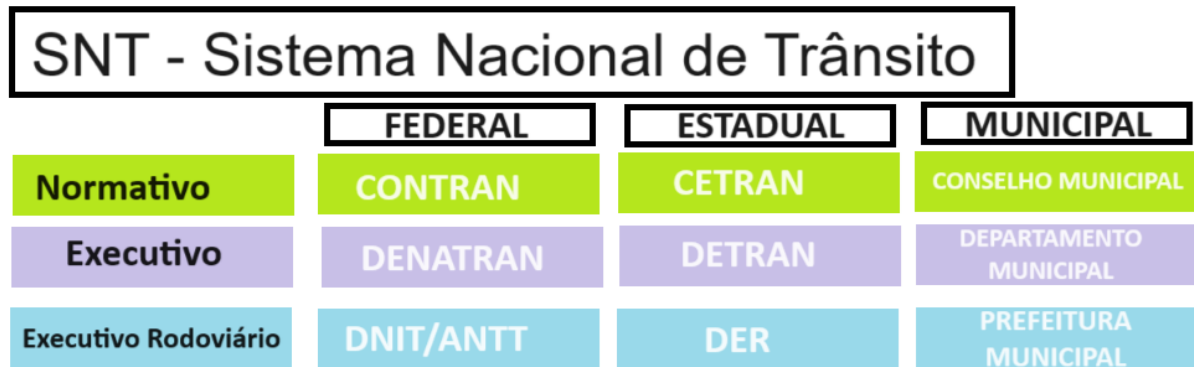 SNT - Sistema Nacional de Trânsito
FEDERAL ESTADUAL MUNICIPAL
Normativo CONTRAN CETRAN CONSELHO MUNICIPAL
Executivo DENATRAN DETRAN DEPARTAMENTO
MUNICIPAL
Executivo Rodoviário DNIT/ANTT DER PREFEITURA
MUNICIPAL